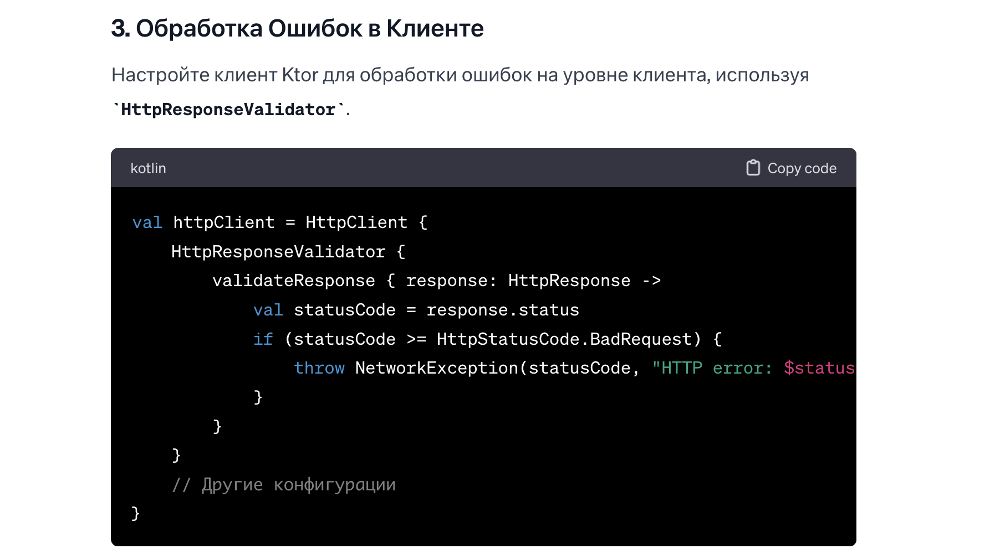 3. Обработка Ошибок в Клиенте
Настройте клиент Ktor для обработки ошибок на уровне клиента, используя
`HttpResponseValidator`.
kotlin
Copy code
val httpClient = HttpClient {
    HttpResponseValidator {
        validateResponse { response: HttpResponse ->
            val statusCode = response.status
            if (statusCode >= HttpStatusCode.BadRequest) {
                throw NetworkException(statusCode, "HTTP error: $status
            }
        }
    }
    // Другие конфигурации
}